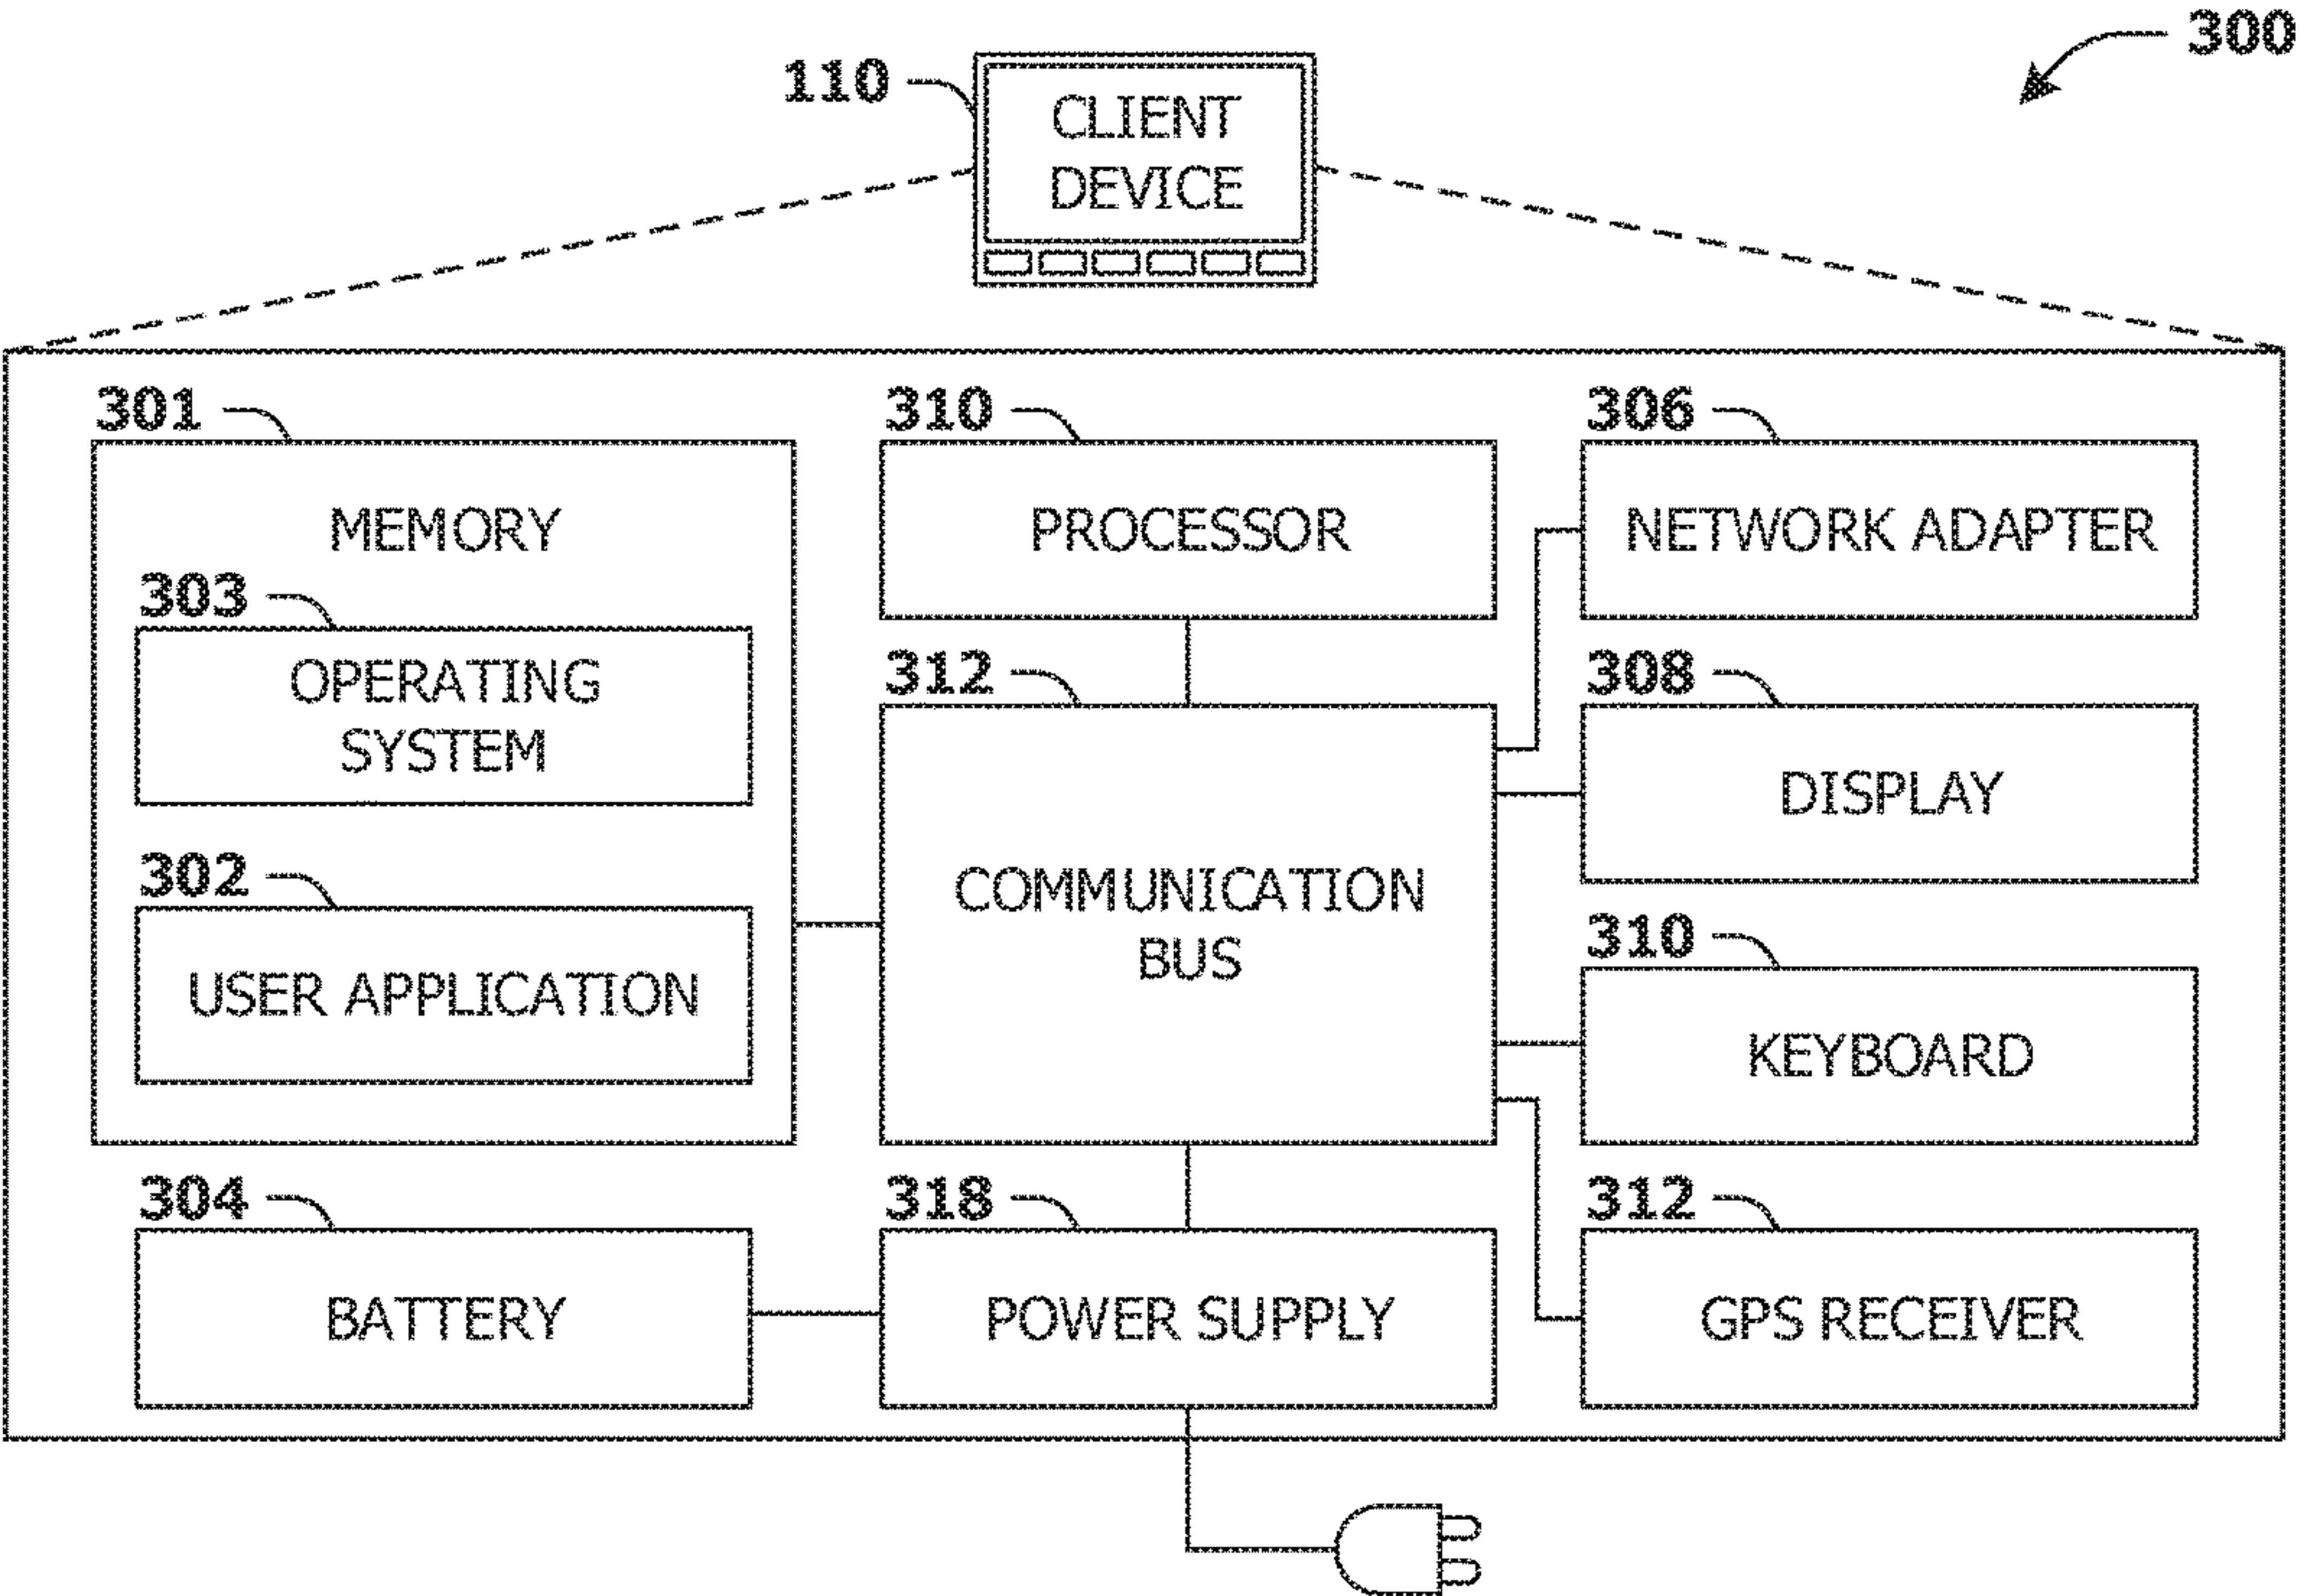 300
110
CLIENT
DEVICE
301
310
306
MEMORY
PROCESSOR
NETWORK ADAPTER
303
312
308
OPERATING
SYSTEM
DISPLAY
302
COMMUNICATION
BUS
310
USER APPLICATION
KEYBOARD
304
318
312
BATTERY
POWER SUPPLY
GPS RECEIVER